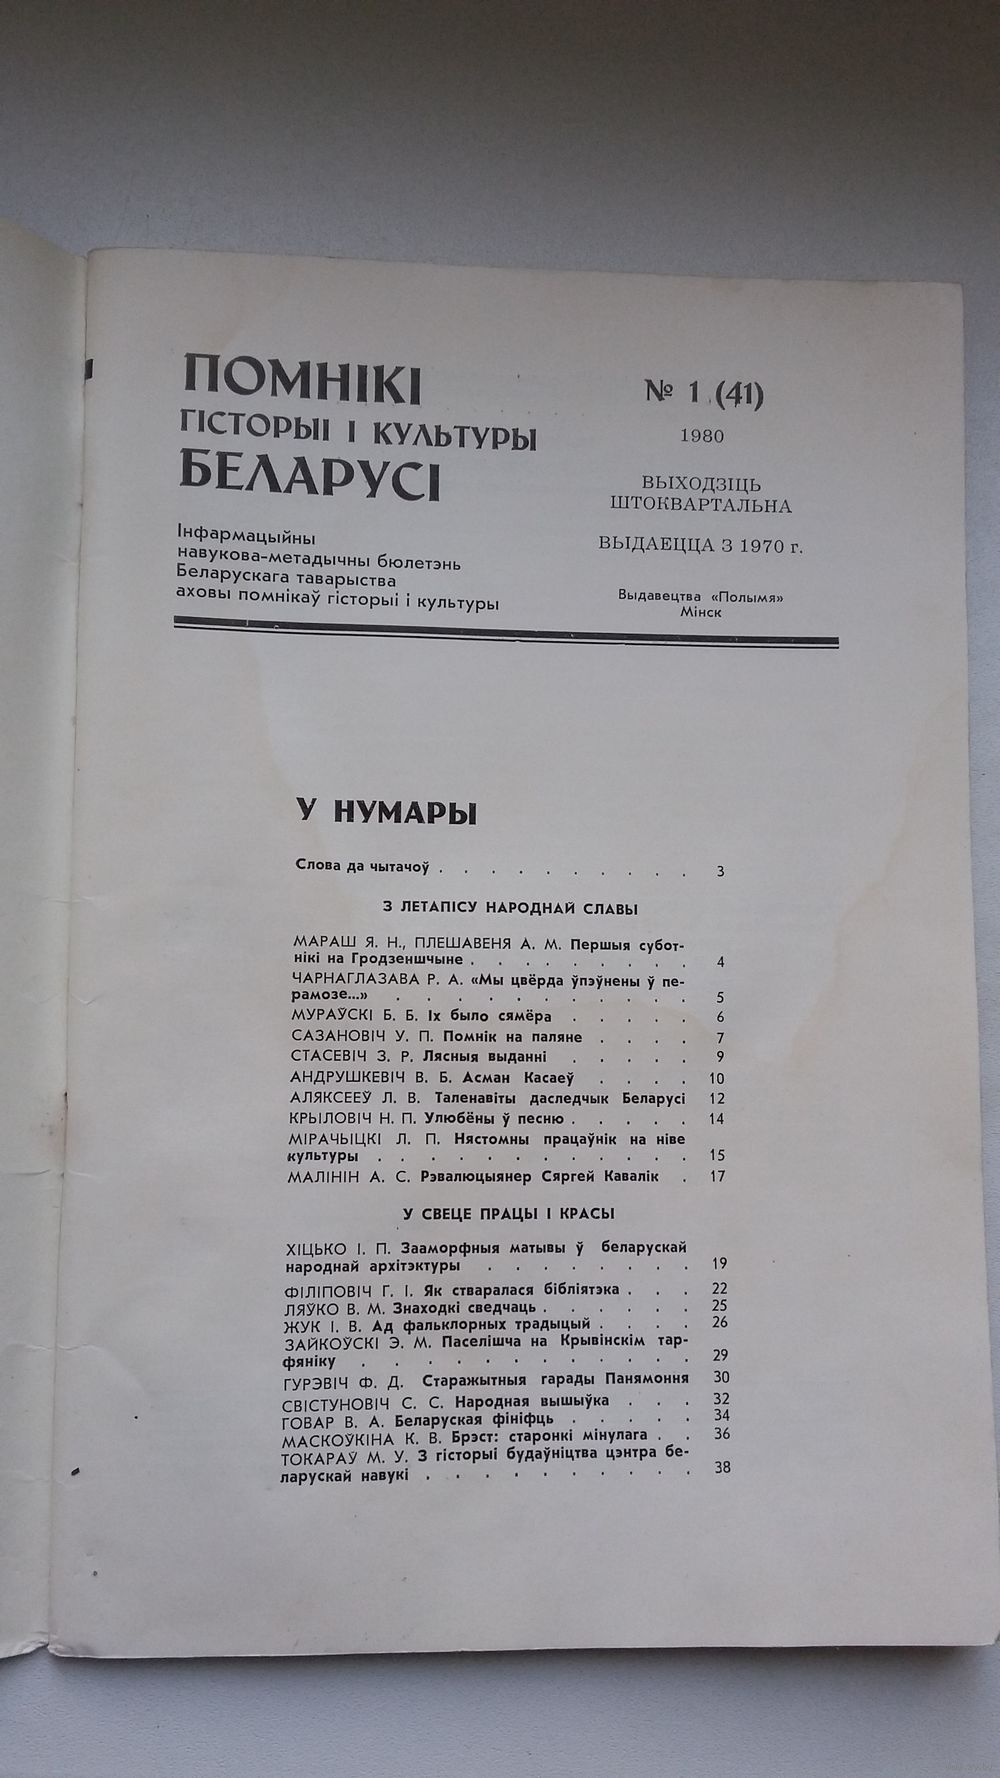 ПОМНІКІ
ГІСТОРЫІ І КУЛЬТУРЫ
БЕЛАРУСІ
Інфармацыйны
навукова-метадычны бюлетэнь
Беларускага таварыства
аховы помнікаў гісторыі і культуры
№ 1 (41)
1980
ВЫХОДЗІЦЬ
ШТОКВАРТАЛЬНА
ВЫДАЕЦЦА З 1970 г.
Выдавецтва «Полымя»
Мінск
У НУМАРЫ
Слова да чытачоў . . . . . . . . . . 3
З ЛЕТАПІСУ НАРОДНАЙ СЛАВЫ
МАРАШ Я. Н., ПЛЕШАВЕНЯ А. М. Першыя субот-
нікі на Гродзеншчыне . . . . . . . . 4
ЧАРНАГЛАЗАВА Р. А. «Мы цвёрда ўпэўнены ў пе-
рамозе...» . . . . . . . . . . . 5
МУРАЎСКІ Б. Б. Іх было сямёра . . . . . 6
САЗАНОВІЧ У. П. Помнік на паляне . . . . 7
СТАСЕВІЧ З. Р. Лясныя выданні . . . . . 9
АНДРУШКЕВІЧ В. Б. Асман Касаеў . . . . 10
АЛЯКСЕЕЎ Л. В. Таленавіты даследчык Беларусі 12
КРЫЛОВІЧ Н. П. Улюбёны ў песню . . . . . 14
МІРАЧЫЦКІ Л. П. Нястомны працаўнік на ніве
культуры . . . . . . . . . . . . 15
МАЛІНІН А. С. Рэвалюцыянер Сяргей Кавалік . 17
У СВЕЦЕ ПРАЦЫ І КРАСЫ
ХІЦЬКО І. П. Зааморфныя матывы ў беларускай
народнай архітэктуры . . . . . . . . 19
ФІЛІПОВІЧ Г. І. Як стваралася бібліятэка . . . 22
ЛЯЎКО В. М. Знаходкі сведчаць . . . . . . 25
ЖУК І. В. Ад фальклорных традыцый . . . . 26
ЗАЙКОЎСКІ Э. М. Паселішча на Крывінскім тар-
фяніку . . . . . . . . . . . . 29
ГУРЭВІЧ Ф. Д. Старажытныя гарады Панямоння 30
СВІСТУНОВІЧ С. С. Народная вышыўка . . . 32
ГОВАР В. А. Беларуская фініфць . . . . . 34
МАСКОЎКІНА К. В. Брэст: старонкі мінулага . . 36
ТОКАРАЎ М. У. З гісторыі будаўніцтва цэнтра бе-
ларускай навукі . . . . . . . . . . 38